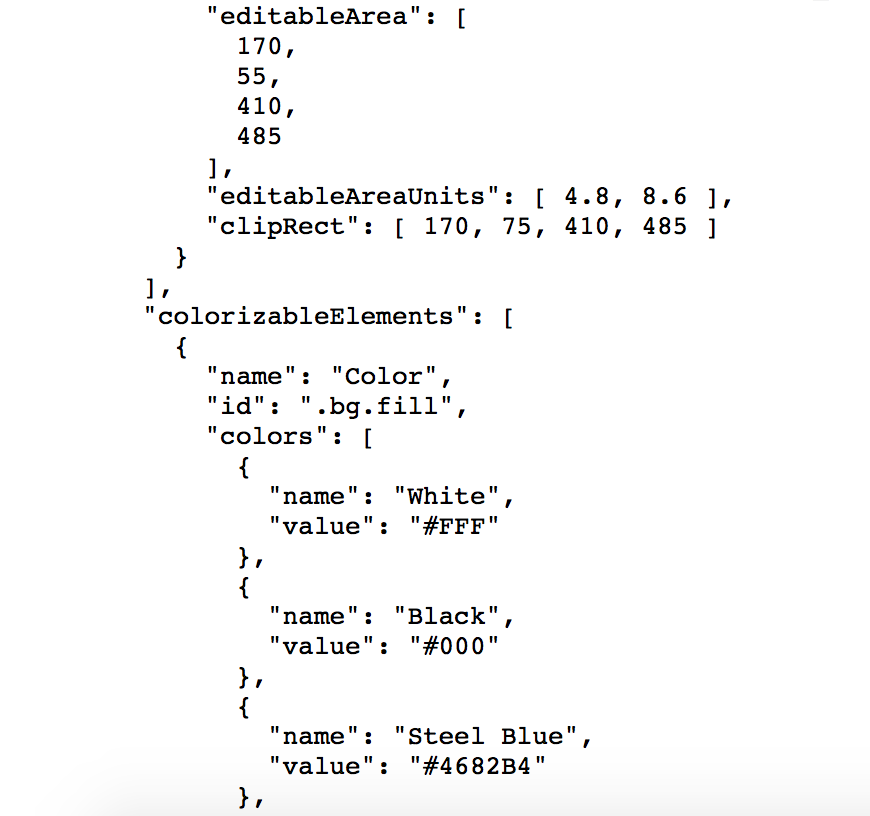 "editableArea": [
170,
55,
410,
485
],
"editableAreaUnits": [ 4.8, 8.6 ],
"clipRect": [ 170, 75, 410, 485 ]
}
],
"colorizableElements": [
{
"name": "Color",
"id": ".bg.fill",
"colors": [
{
"name": "White",
"value": "#FFF"
},
{
"name": "Black",
"value": "#000"
},
{
"name": "Steel Blue",
"value": "#4682B4"
},